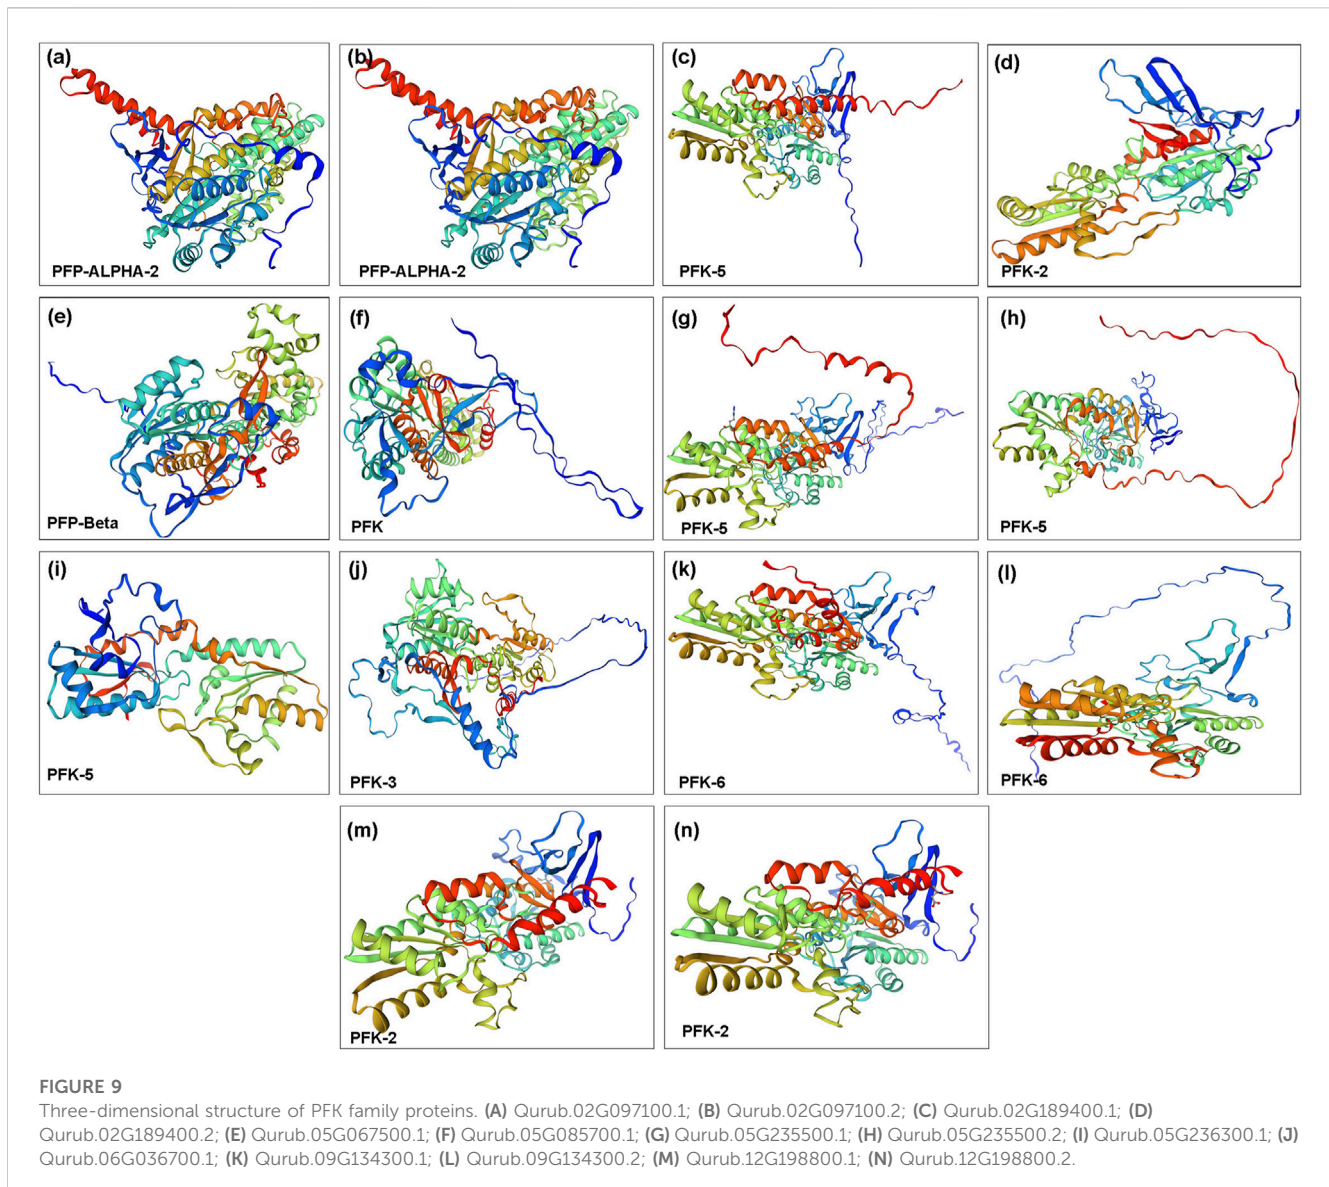 (a)
PFP-ALPHA-2
(b)
PFP-ALPHA-2
(c)
PFK-5
(d)
PFK-2
(e)
PFP-Beta
(f)
PFK
(g)
PFK-5
(h)
PFK-5
(i)
PFK-5
(j)
PFK-3
(k)
PFK-6
(l)
PFK-6
(m)
PFK-2
(n)
PFK-2
FIGURE 9
Three-dimensional structure of PFK family proteins. (A) Qurub.02G097100.1; (B) Qurub.02G097100.2; (C) Qurub.02G189400.1; (D)
Qurub.02G189400.2; (E) Qurub.05G067500.1; (F) Qurub.05G085700.1; (G) Qurub.05G235500.1; (H) Qurub.05G235500.2; (I) Qurub.05G236300.1; (J)
Qurub.06G036700.1; (K) Qurub.09G134300.1; (L) Qurub.09G134300.2; (M) Qurub.12G198800.1; (N) Qurub.12G198800.2.